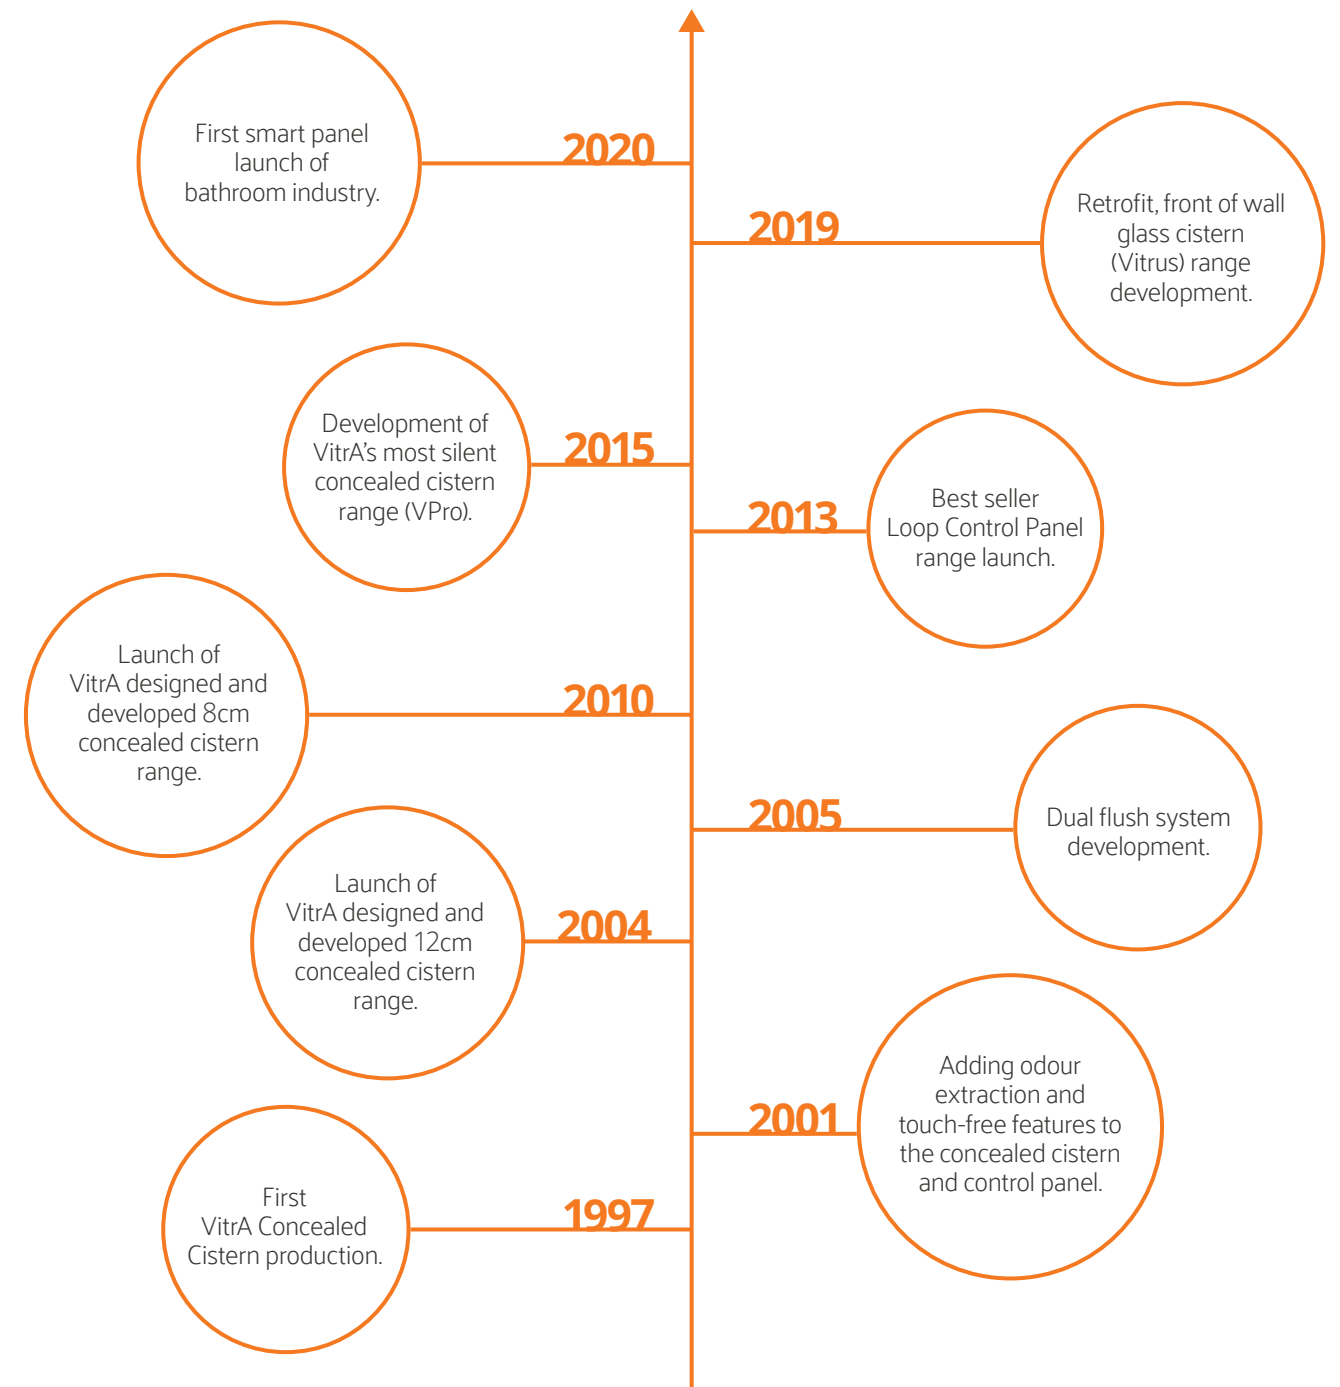 First smart panel
launch of
bathroom industry.
2020
2019
Retrofit, front of wall
glass cistern
(Vitrus) range
development.
Development of
VitrA's most silent
concealed cistern
range (VPro).
2015
2013
Best seller
Loop Control Panel
range launch.
Launch of
VitrA designed and
developed 8cm
concealed cistern
range.
2010
2005
Dual flush system
development.
Launch of
VitrA designed and
developed 12cm
concealed cistern
range.
2004
2001
Adding odour
extraction and
touch-free features to
the concealed cistern
and control panel.
First
VitrA Concealed
Cistern production.
1997